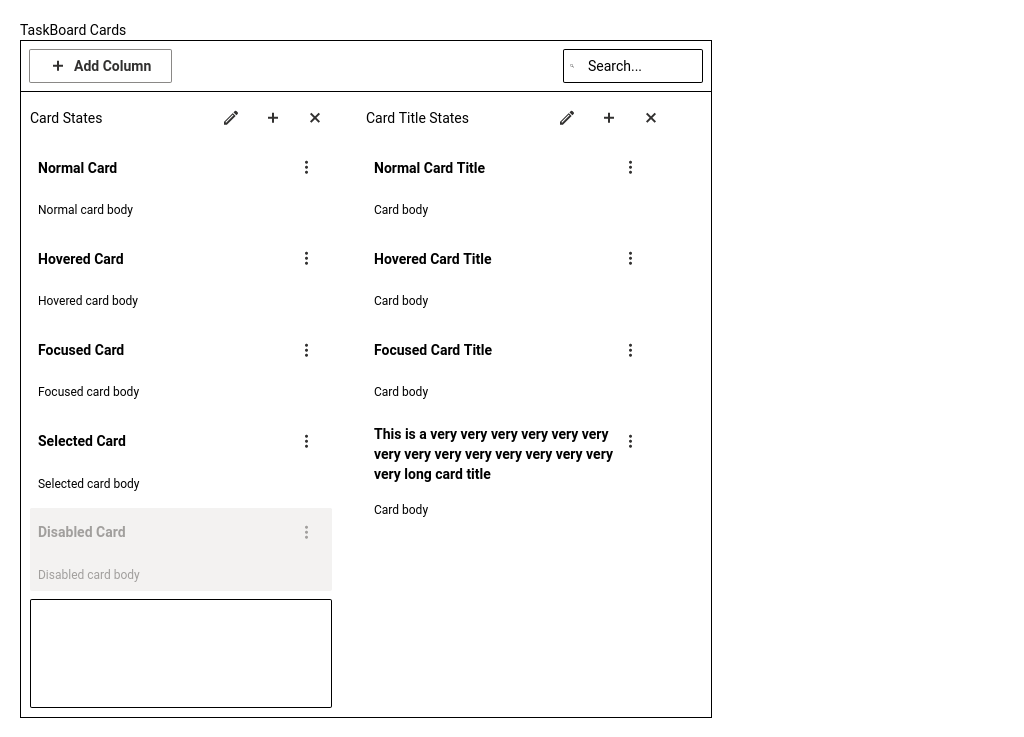 TaskBoard Cards
Add Column
Search...
Card States
Normal Card
Normal card body
Hovered Card
Hovered card body
Focused Card
Focused card body
Selected Card
Selected card body
Disabled Card
Disabled card body
Card Title States
Normal Card Title
Card body
Hovered Card Title
Card body
Focused Card Title
Card body
This is a very very very very very very
very very very very very very very very
very long card title
Card body